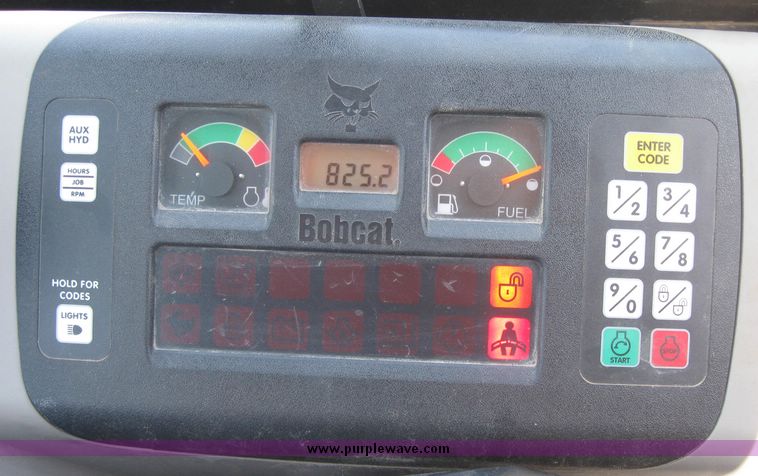 AUX
HYD
HOURS
JOB
RPM
HOLD FOR
CODES
LIGHTS
TEMP
825.2
FUEL
Bobcat.
ENTER
CODE
1/2
3/4
5/6
7/8
9/0
START
STOP
www.purplewave.com